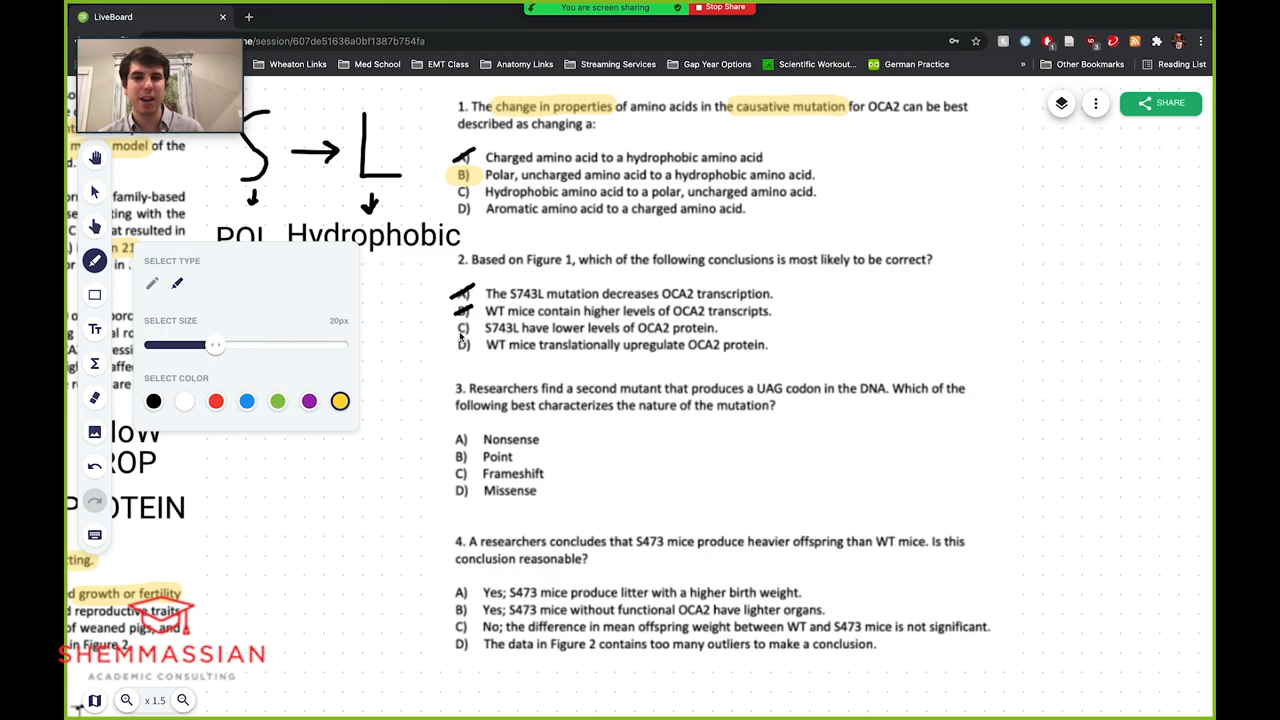 LiveBoard
You are screen sharing
Stop Share
me/session/607de51636a0bf1387b754fa
Wheaton Links
Med School
EMT Class
Anatomy Links
Streaming Services
Gap Year Options
Scientific Workout...
German Practice
Other Bookmarks
Reading List
SHARE
model of the
family-based
ting with the
at resulted in
n 21
S → L
POL Hydrophobic
SELECT TYPE
SELECT SIZE
20px
SELECT COLOR
PROTEIN
ting.
d growth or fertility
reproductive traits
of weaned pigs, and
in Figure 2.
SHEMMASSIAN
ACADEMIC CONSULTING
x 1.5
1. The change in properties of amino acids in the causative mutation for OCA2 can be best
described as changing a:
A) Charged amino acid to a hydrophobic amino acid
B) Polar, uncharged amino acid to a hydrophobic amino acid.
C) Hydrophobic amino acid to a polar, uncharged amino acid.
D) Aromatic amino acid to a charged amino acid.
2. Based on Figure 1, which of the following conclusions is most likely to be correct?
A) The S743L mutation decreases OCA2 transcription.
B) WT mice contain higher levels of OCA2 transcripts.
C) S743L have lower levels of OCA2 protein.
D) WT mice translationally upregulate OCA2 protein.
3. Researchers find a second mutant that produces a UAG codon in the DNA. Which of the
following best characterizes the nature of the mutation?
A) Nonsense
B) Point
C) Frameshift
D) Missense
4. A researchers concludes that S473 mice produce heavier offspring than WT mice. Is this
conclusion reasonable?
A) Yes; S473 mice produce litter with a higher birth weight.
B) Yes; S473 mice without functional OCA2 have lighter organs.
C) No; the difference in mean offspring weight between WT and S473 mice is not significant.
D) The data in Figure 2 contains too many outliers to make a conclusion.